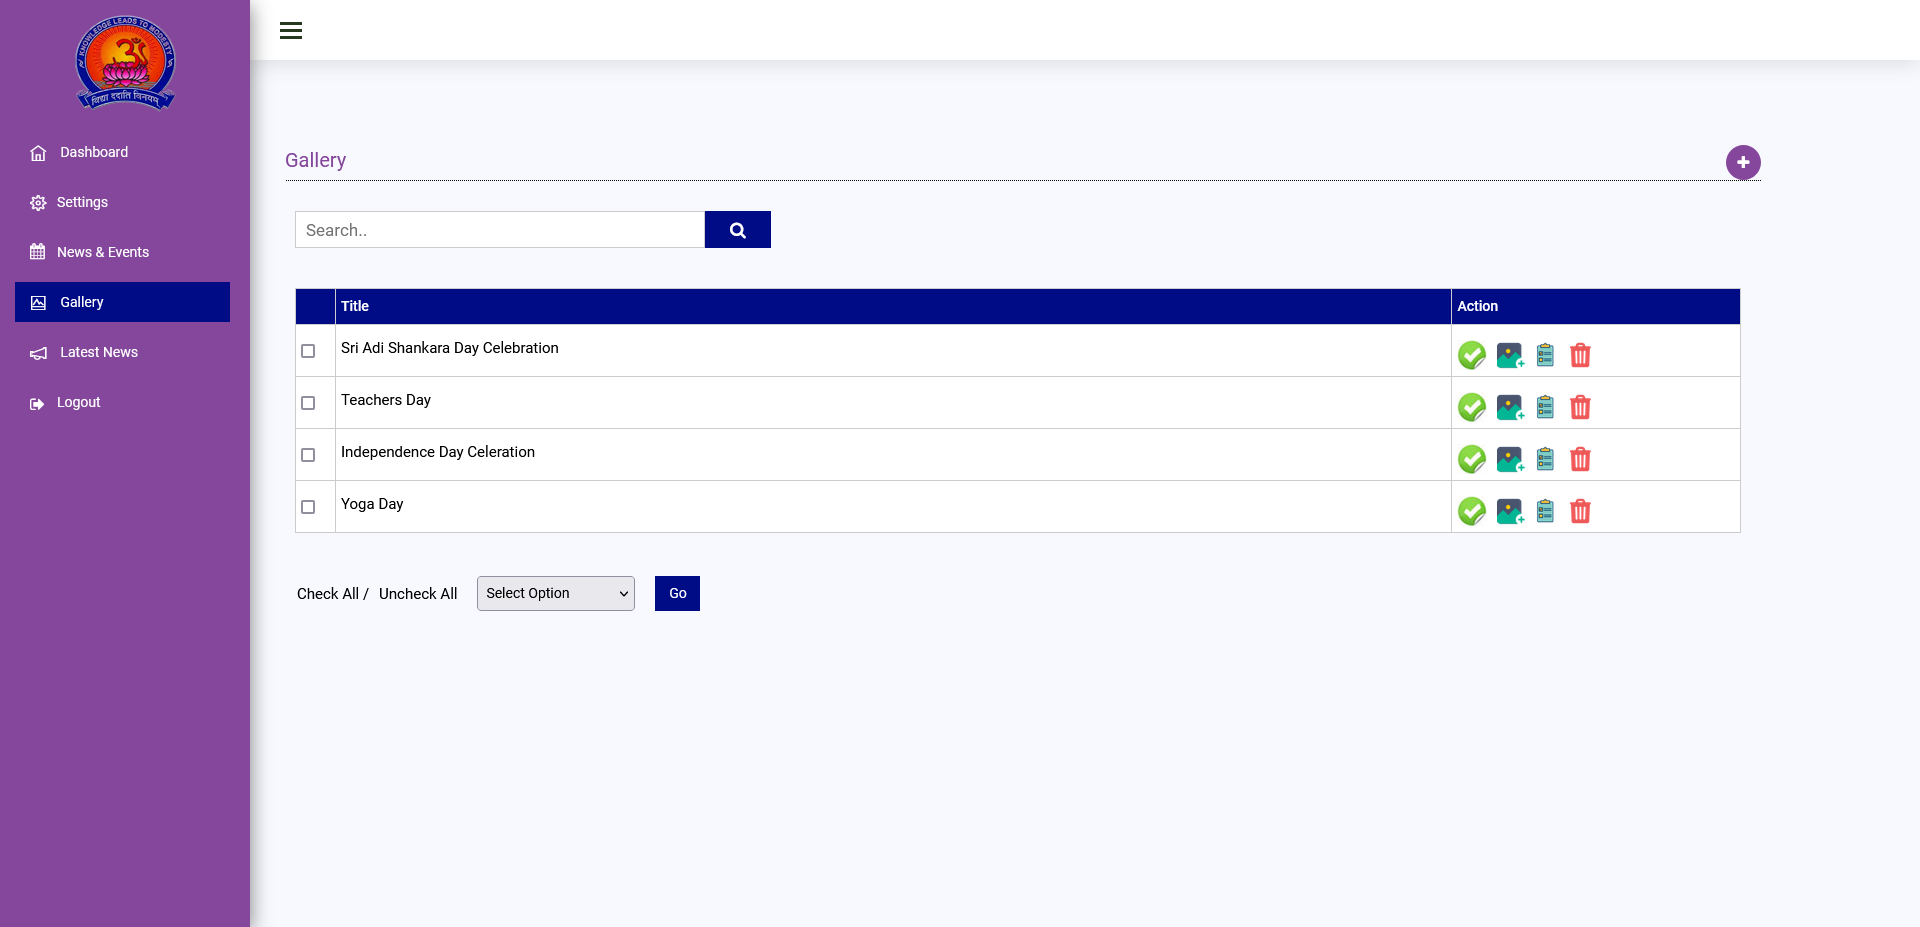 KNOWLEDGE LEADS TO MODESTY
विद्या ददाति विनयम्
Dashboard
Settings
News & Events
Gallery
Latest News
Logout
Gallery
Search..
Title
Action
Sri Adi Shankara Day Celebration
Teachers Day
Independence Day Celeration
Yoga Day
Check All / Uncheck All
Select Option
Go